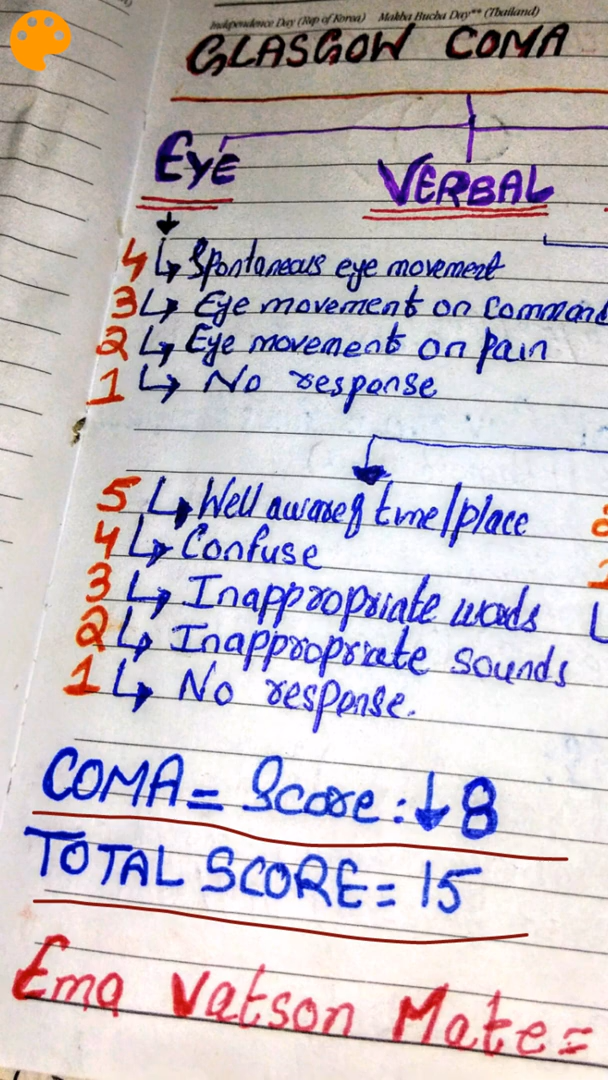 Independence Day (Rep of Korea) Makha Bucha Day** (Thailand)
GLASGOW COMA
EYE
VERBAL
4 Spontaneous eye movement
3 Eye movement on command
2 Eye movement on pain
1 No response
5 Well aware of time/place
4 Confuse
3 Inappropriate words
2 Inappropriate sounds
1 No response.
COMA = Score : ↓ 8
TOTAL SCORE = 15
Ema Vatson Mate =